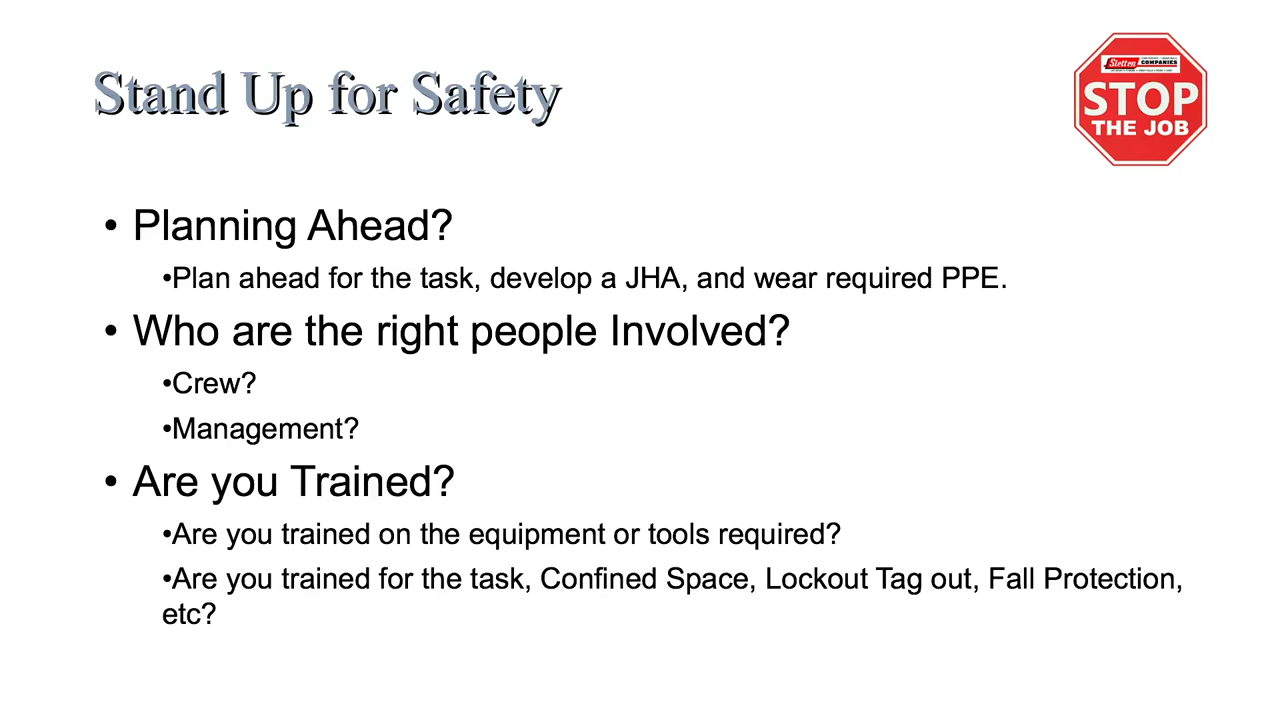 Stand Up for Safety
Stetten
COMPANIES
STOP
THE JOB
• Planning Ahead?
•Plan ahead for the task, develop a JHA, and wear required PPE.
• Who are the right people Involved?
•Crew?
•Management?
• Are you Trained?
•Are you trained on the equipment or tools required?
•Are you trained for the task, Confined Space, Lockout Tag out, Fall Protection,
etc?